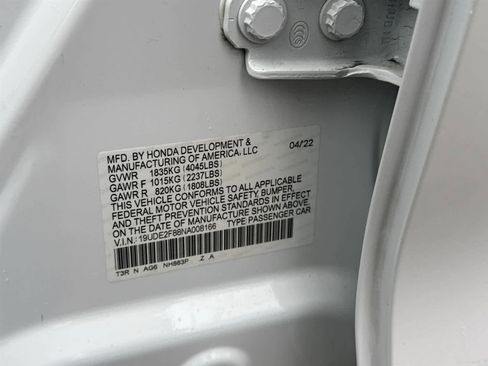 MFD. BY HONDA DEVELOPMENT & 04/22
MANUFACTURING OF AMERICA, LLC
GVWR 1835KG (4045LBS)
GAWR F 1015KG (2237LBS)
GAWR R 820KG (1808LBS)
THIS VEHICLE CONFORMS TO ALL APPLICABLE
FEDERAL MOTOR VEHICLE SAFETY, BUMPER,
AND THEFT PREVENTION STANDARDS IN EFFECT
ON THE DATE OF MANUFACTURE SHOWN ABOVE.
V.I.N.: 19UDE2F88NA008166 TYPE:PASSENGER CAR
T3R N AG6 NH883P Z A